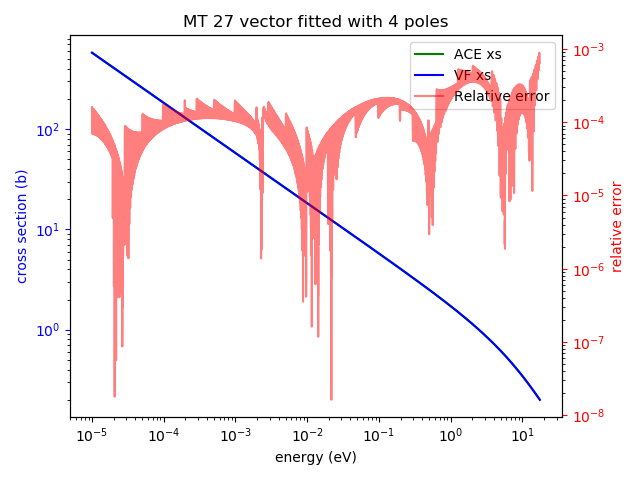 MT 27 vector fitted with 4 poles
ACE xs
VF xs
Relative error
cross section (b)
10^2
10^1
10^0
relative error
10^-3
10^-4
10^-5
10^-6
10^-7
10^-8
10^-5 10^-4 10^-3 10^-2 10^-1 10^0 10^1
energy (eV)